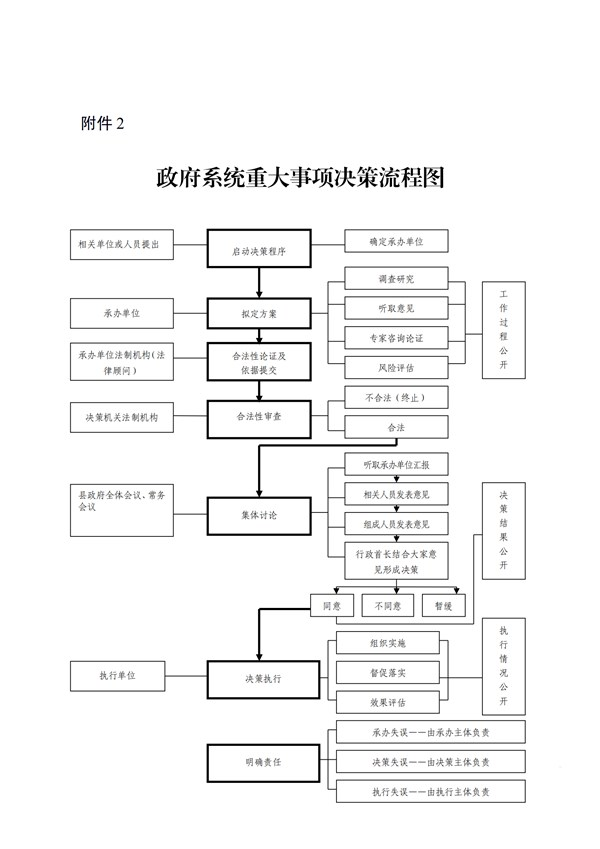 附件 2
政府系统重大事项决策流程图
相关单位或人员提出
启动决策程序
确定承办单位
承办单位
拟定方案
调查研究
听取意见
专家咨询论证
风险评估
工作过程公开
承办单位法制机构（法
律顾问）
合法性论证及
依据提交
决策机关法制机构
合法性审查
不合法（终止）
合法
县政府全体会议、常务
会议
集体讨论
听取承办单位汇报
相关人员发表意见
组成人员发表意见
行政首长结合大家意
见形成决策
决策结果公开
同意
不同意
暂缓
执行单位
决策执行
组织实施
督促落实
效果评估
执行情况公开
明确责任
承办失误——由承办主体负责
决策失误——由决策主体负责
执行失误——由执行主体负责